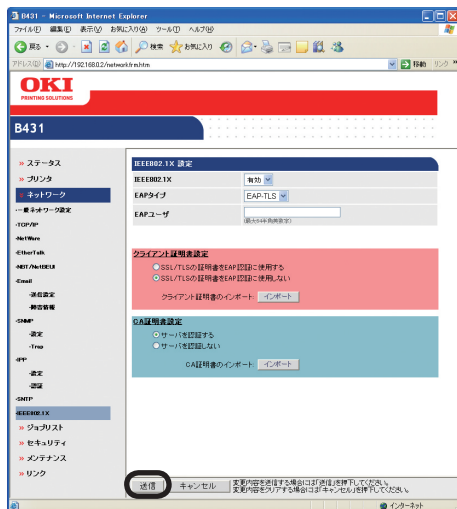 B431 - Microsoft Internet Explorer
ファイル(F) 編集(E) 表示(V) お気に入り(A) ツール(T) ヘルプ(H)
戻る 検索 お気に入り
アドレス(D) http://192.168.0.2/networkfrm.htm 移動 リンク »
OKI
PRINTING SOLUTIONS
B431
» ステータス
» プリンタ
» ネットワーク
-一般ネットワーク設定
-TCP/IP
-NetWare
-EtherTalk
-NBT/NetBEUI
-Email
-送信設定
-障害情報
-SNMP
-設定
-Trap
-IPP
-設定
-認証
-SNTP
-IEEE802.1X
» ジョブリスト
» セキュリティ
» メンテナンス
» リンク
IEEE802.1X 設定
IEEE802.1X 有効
EAPタイプ EAP-TLS
EAPユーザ
(最大64半角英数字)
クライアント証明書設定
SSL/TLSの証明書をEAP認証に使用する
SSL/TLSの証明書をEAP認証に使用しない
クライアント証明書のインポート インポート
CA証明書設定
サーバを認証する
サーバを認証しない
CA証明書のインポート インポート
送信 キャンセル 変更内容を送信する場合には「送信」を押下してください。
変更内容をクリアする場合には「キャンセル」を押下してください。
インターネット